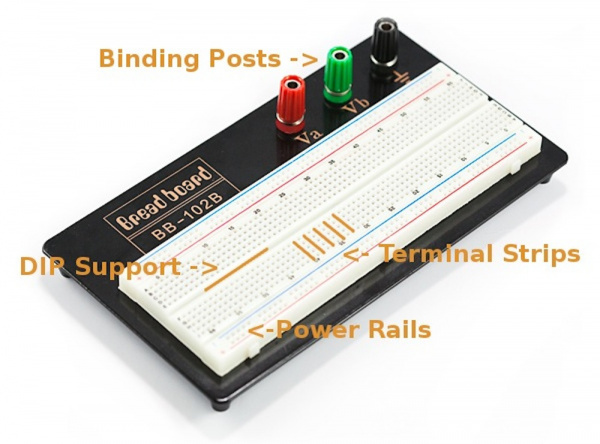 Binding Posts ->
Va
Vb
Bread board
BB-102B
DIP Support ->
<- Terminal Strips
<-Power Rails